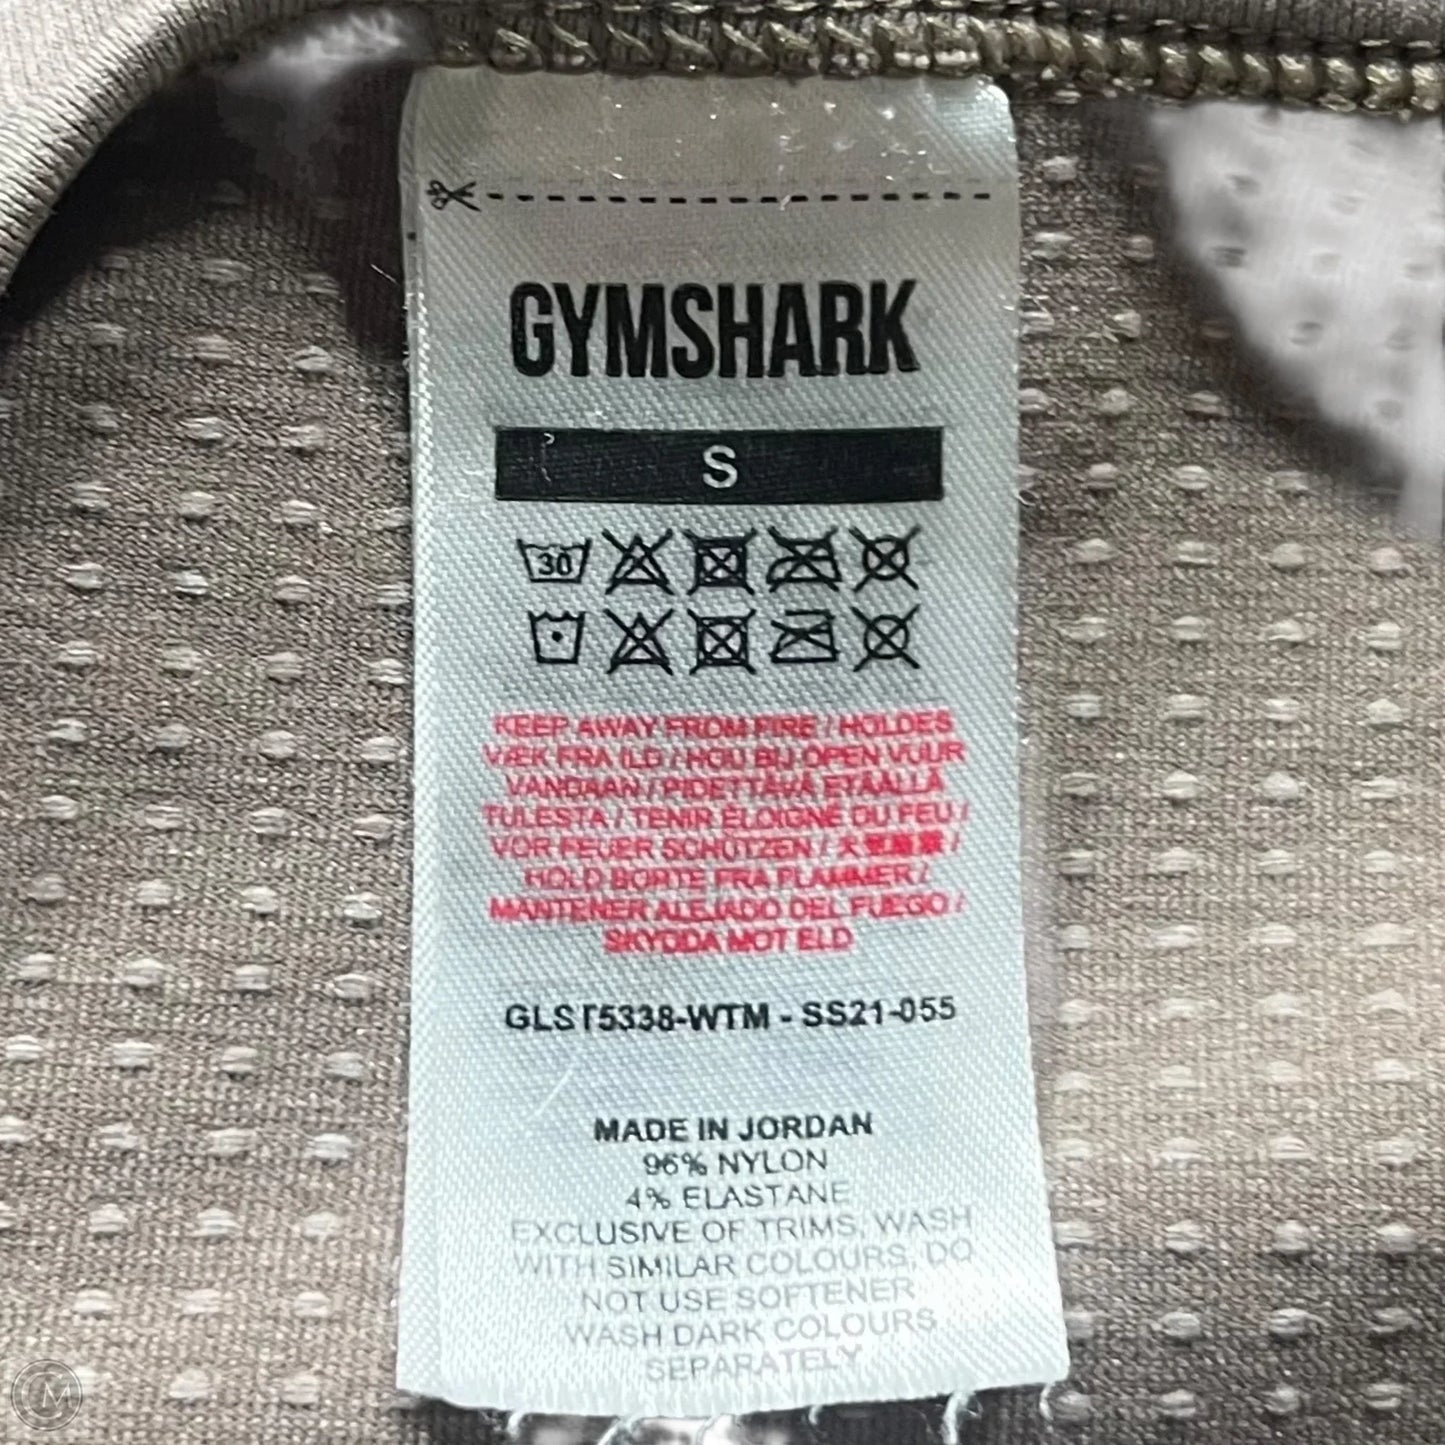 GYMSHARK
S
30
KEEP AWAY FROM FIRE / HOLDES
VÆK FRA ILD / HOU BIJ OPEN VUUR
VANDAAN / PIDETTÄVÄ ETÄÄLLÄ
TULESTA / TENIR ÉLOIGNÉ DU FEU /
VOR FEUER SCHÜTZEN / 火 /
HOLD BORTE FRA FLAMMER /
MANTENER ALEJADO DEL FUEGO /
SKYDDA MOT ELD
GLST5338-WTM - SS21-055
MADE IN JORDAN
96% NYLON
4% ELASTANE
EXCLUSIVE OF TRIMS, WASH
WITH SIMILAR COLOURS, DO
NOT USE SOFTENER
WASH DARK COLOURS
SEPARATELY
CM